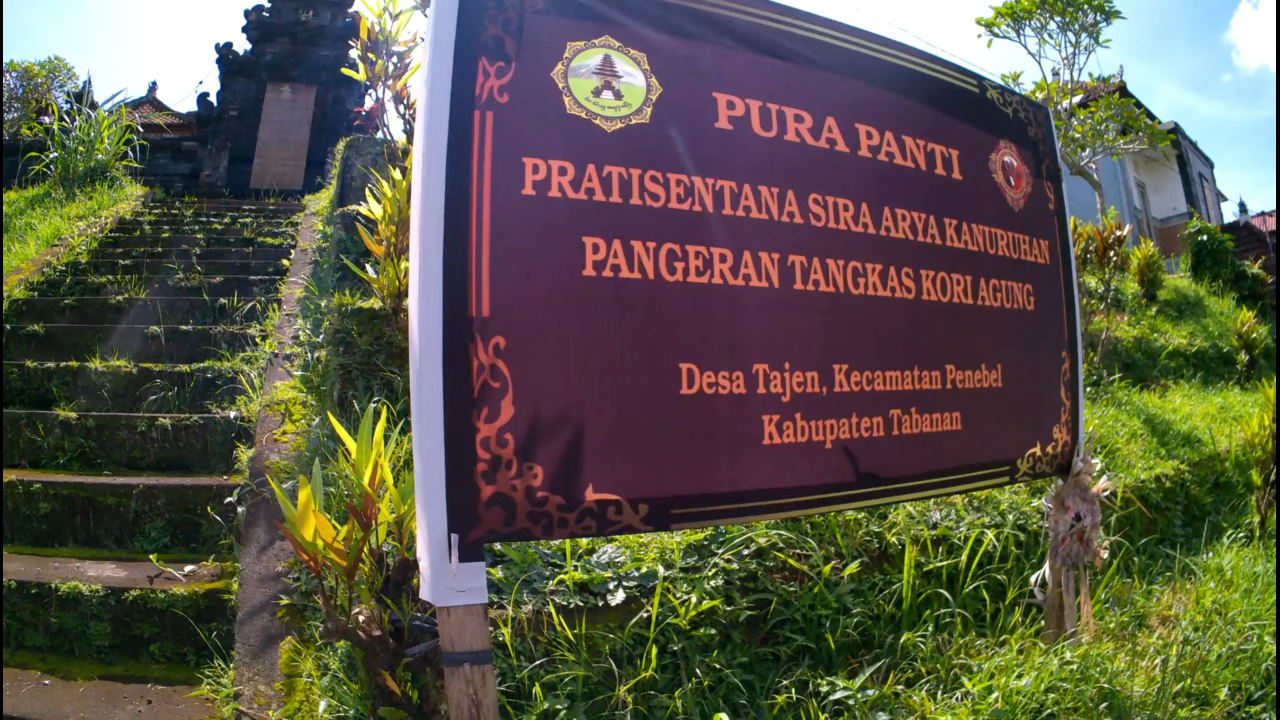 PURA PANTI
PRATISENTANA SIRA ARYA KANURUHAN
PANGERAN TANGKAS KORI AGUNG
Desa Tajen, Kecamatan Penebel
Kabupaten Tabanan